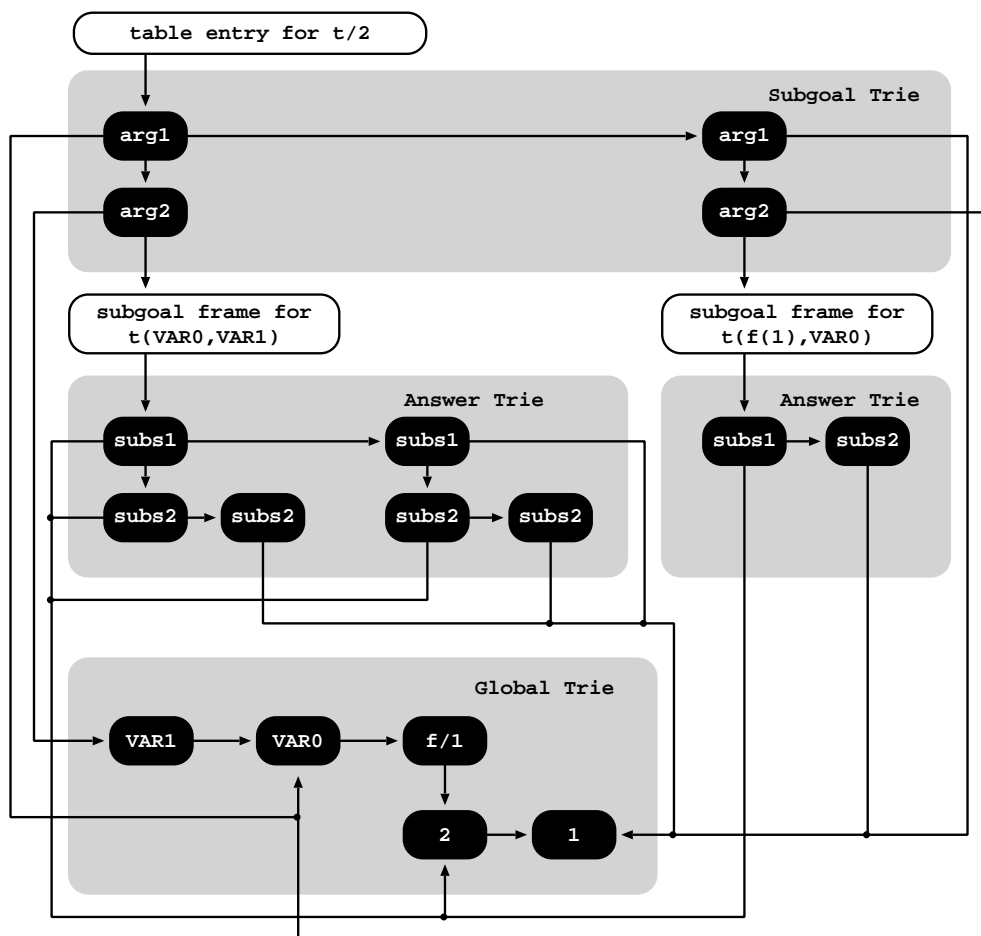 table entry for t/2
Subgoal Trie
arg1
arg1
arg2
arg2
subgoal frame for
t(VAR0,VAR1)
subgoal frame for
t(f(1),VAR0)
Answer Trie
Answer Trie
subs1
subs1
subs1
subs2
subs2
subs2
subs2
subs2
Global Trie
VAR1
VAR0
f/1
2
1